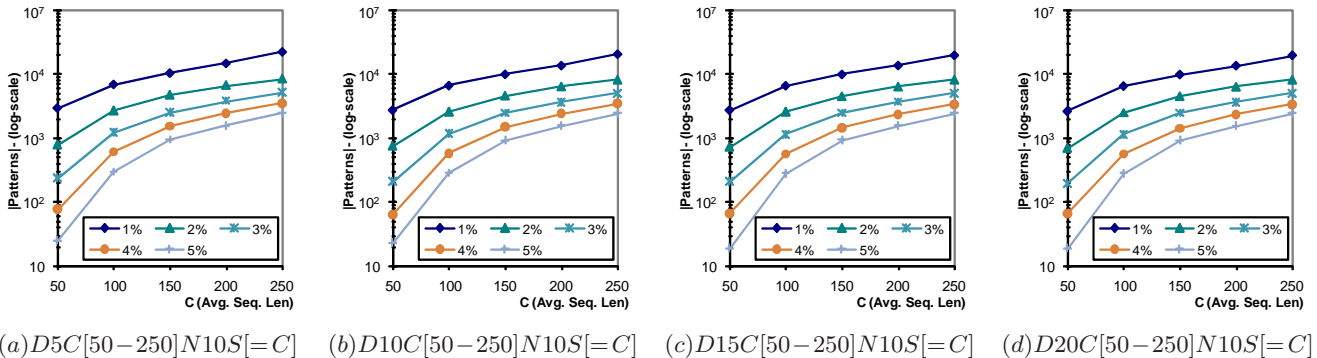 10^7
10^4
10^3
10^2
10
|Patterns| - (log-scale)
1% 2% 3%
4% 5%
50 100 150 200 250
C (Avg. Seq. Len)
(a)D5C[50−250]N10S[=C]
10^7
10^4
10^3
10^2
10
|Patterns| - (log-scale)
1% 2% 3%
4% 5%
50 100 150 200 250
C (Avg. Seq. Len)
(b)D10C[50−250]N10S[=C]
10^7
10^4
10^3
10^2
10
|Patterns| - (log-scale)
1% 2% 3%
4% 5%
50 100 150 200 250
C (Avg. Seq. Len)
(c)D15C[50−250]N10S[=C]
10^7
10^4
10^3
10^2
10
|Patterns| - (log-scale)
1% 2% 3%
4% 5%
50 100 150 200 250
C (Avg. Seq. Len)
(d)D20C[50−250]N10S[=C]